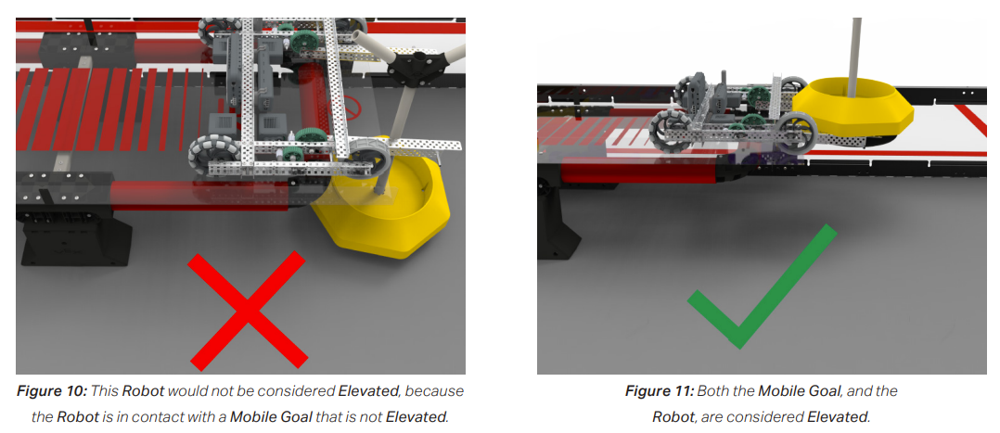 Figure 10: This Robot would not be considered Elevated, because
the Robot is in contact with a Mobile Goal that is not Elevated.
Figure 11: Both the Mobile Goal, and the
Robot, are considered Elevated.